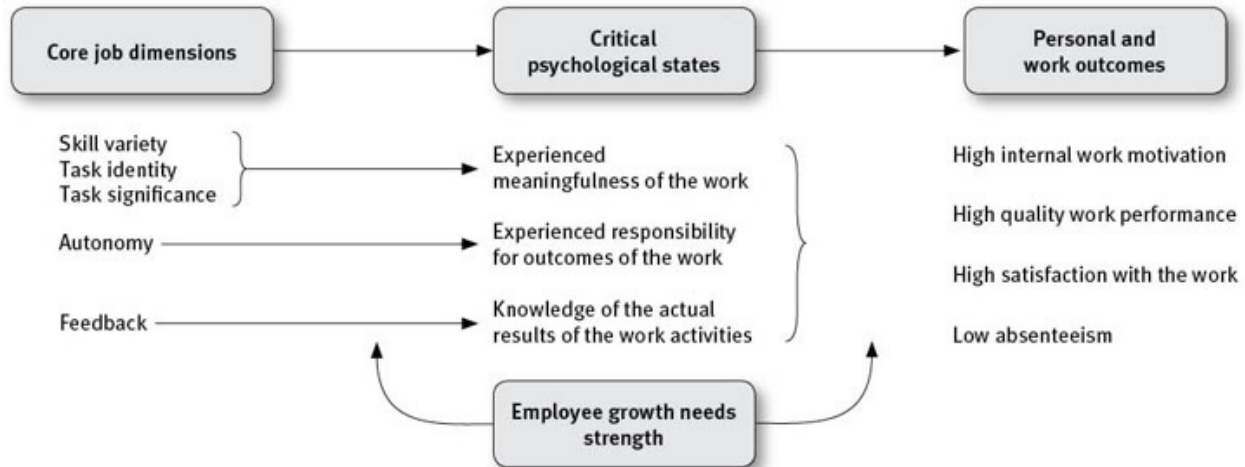 Core job dimensions
Critical
psychological states
Personal and
work outcomes
Skill variety
Task identity
Task significance
Experienced
meaningfulness of the work
High internal work motivation
High quality work performance
Autonomy
Experienced responsibility
for outcomes of the work
High satisfaction with the work
Feedback
Knowledge of the actual
results of the work activities
Low absenteeism
Employee growth needs
strength